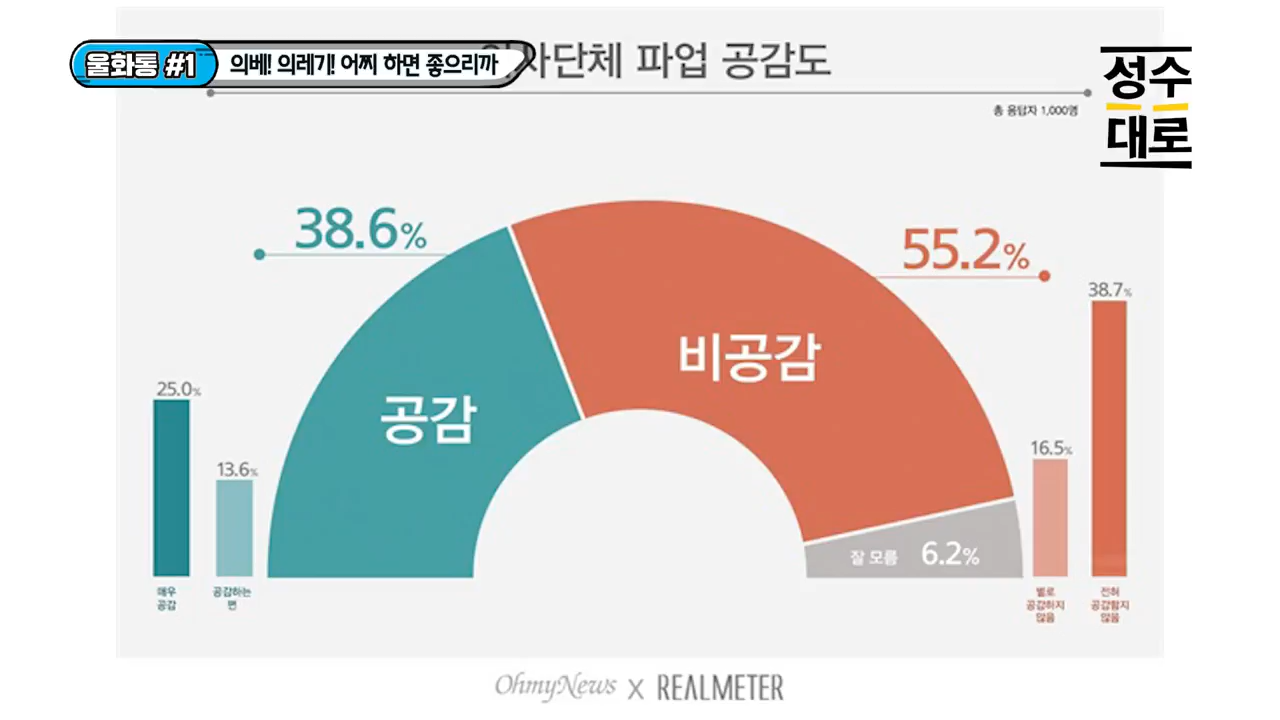 울화통 #1
의베! 의레기! 어찌 하면 좋으리까
사단체 파업 공감도
총 응답자 1,000명
성수
대로
38.6%
55.2%
38.7%
25.0%
비공감
공감
16.5%
13.6%
잘 모름 6.2%
매우
공감
공감하는
편
별로
공감하지
않음
전혀
공감함지
않음
OhmyNews x REALMETER